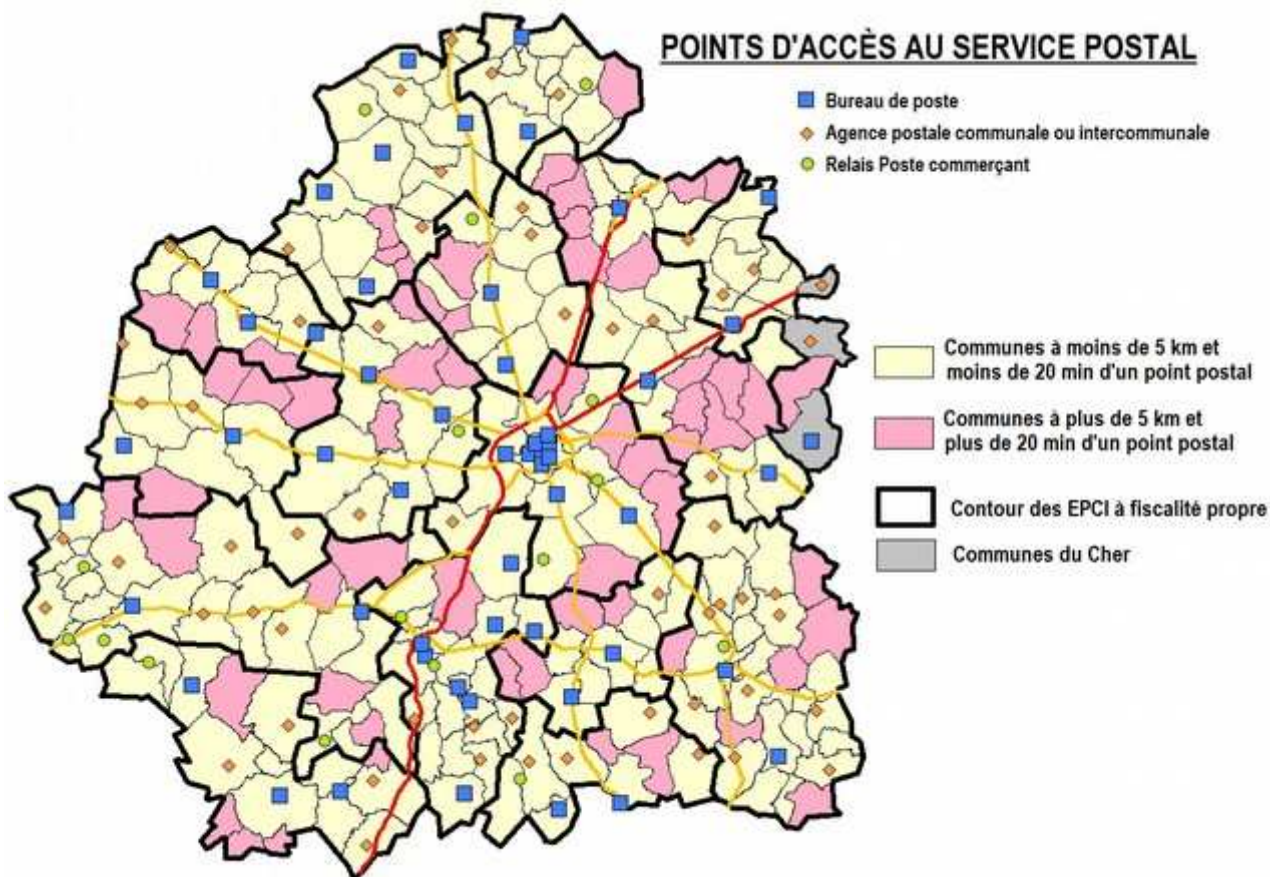 POINTS D'ACCÈS AU SERVICE POSTAL
Bureau de poste
Agence postale communale ou intercommunale
Relais Poste commerçant
Communes à moins de 5 km et
moins de 20 min d'un point postal
Communes à plus de 5 km et
plus de 20 min d'un point postal
Contour des EPCI à fiscalité propre
Communes du Cher